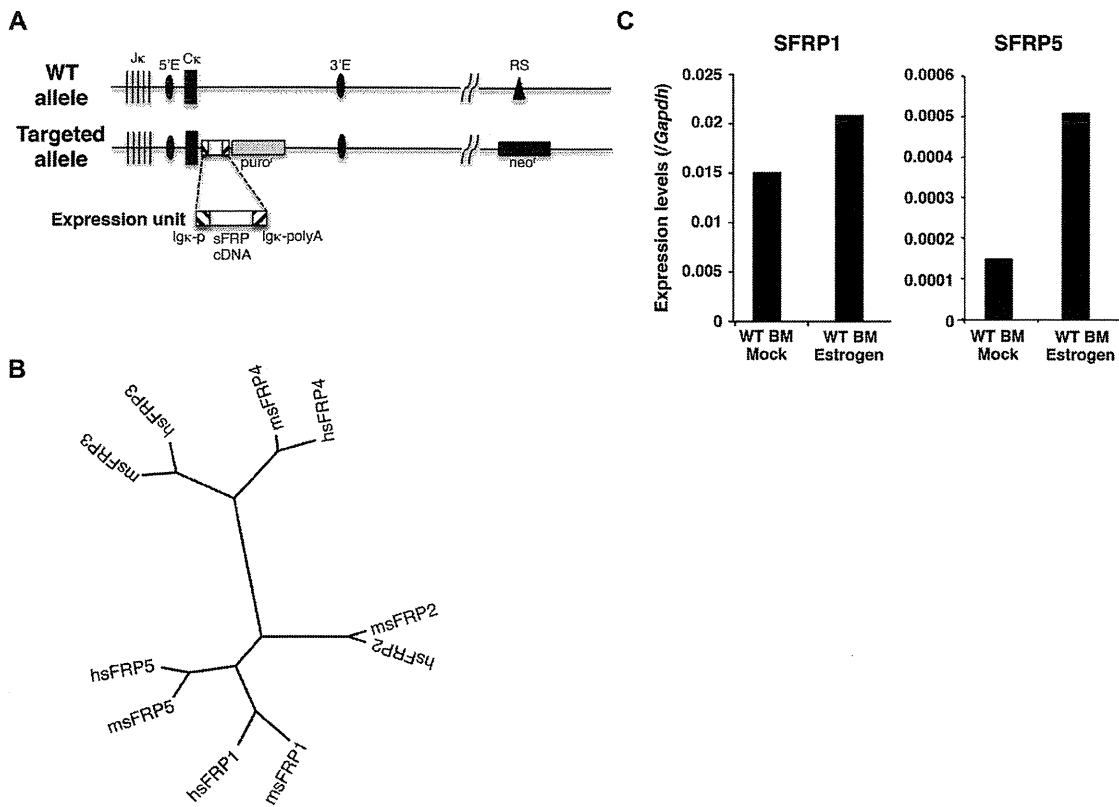 A
Jκ
5'E
Cκ
3'E
RS
WT
allele
Targeted
allele
puroʳ
neoʳ
Expression unit
Igκ-p
sFRP
cDNA
Igκ-polyA
B
hsFRP3
msFRP3
msFRP4
hsFRP4
msFRP2
hsFRP2
hsFRP5
msFRP5
hsFRP1
msFRP1
C
SFRP1
Expression levels (/Gapdh)
0.025
0.02
0.015
0.01
0.005
0
WT BM
Mock
WT BM
Estrogen
SFRP5
0.0006
0.0005
0.0004
0.0003
0.0002
0.0001
0
WT BM
Mock
WT BM
Estrogen